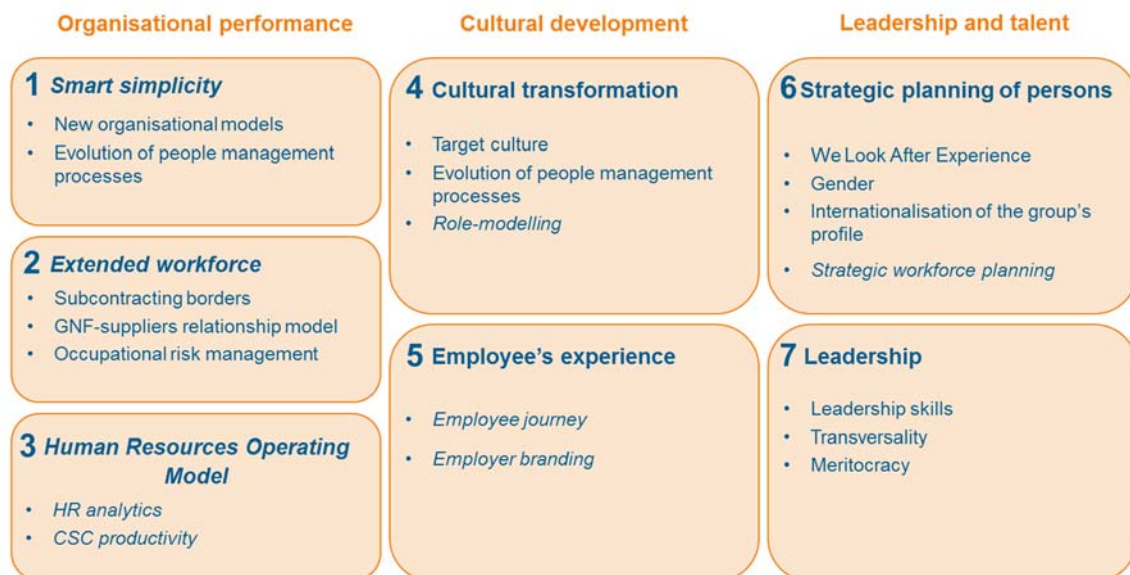 Organisational performance
1 Smart simplicity
• New organisational models
• Evolution of people management
processes
2 Extended workforce
• Subcontracting borders
• GNF-suppliers relationship model
• Occupational risk management
3 Human Resources Operating
Model
• HR analytics
• CSC productivity
Cultural development
4 Cultural transformation
• Target culture
• Evolution of people management
processes
• Role-modelling
5 Employee's experience
• Employee journey
• Employer branding
Leadership and talent
6 Strategic planning of persons
• We Look After Experience
• Gender
• Internationalisation of the group's
profile
• Strategic workforce planning
7 Leadership
• Leadership skills
• Transversality
• Meritocracy